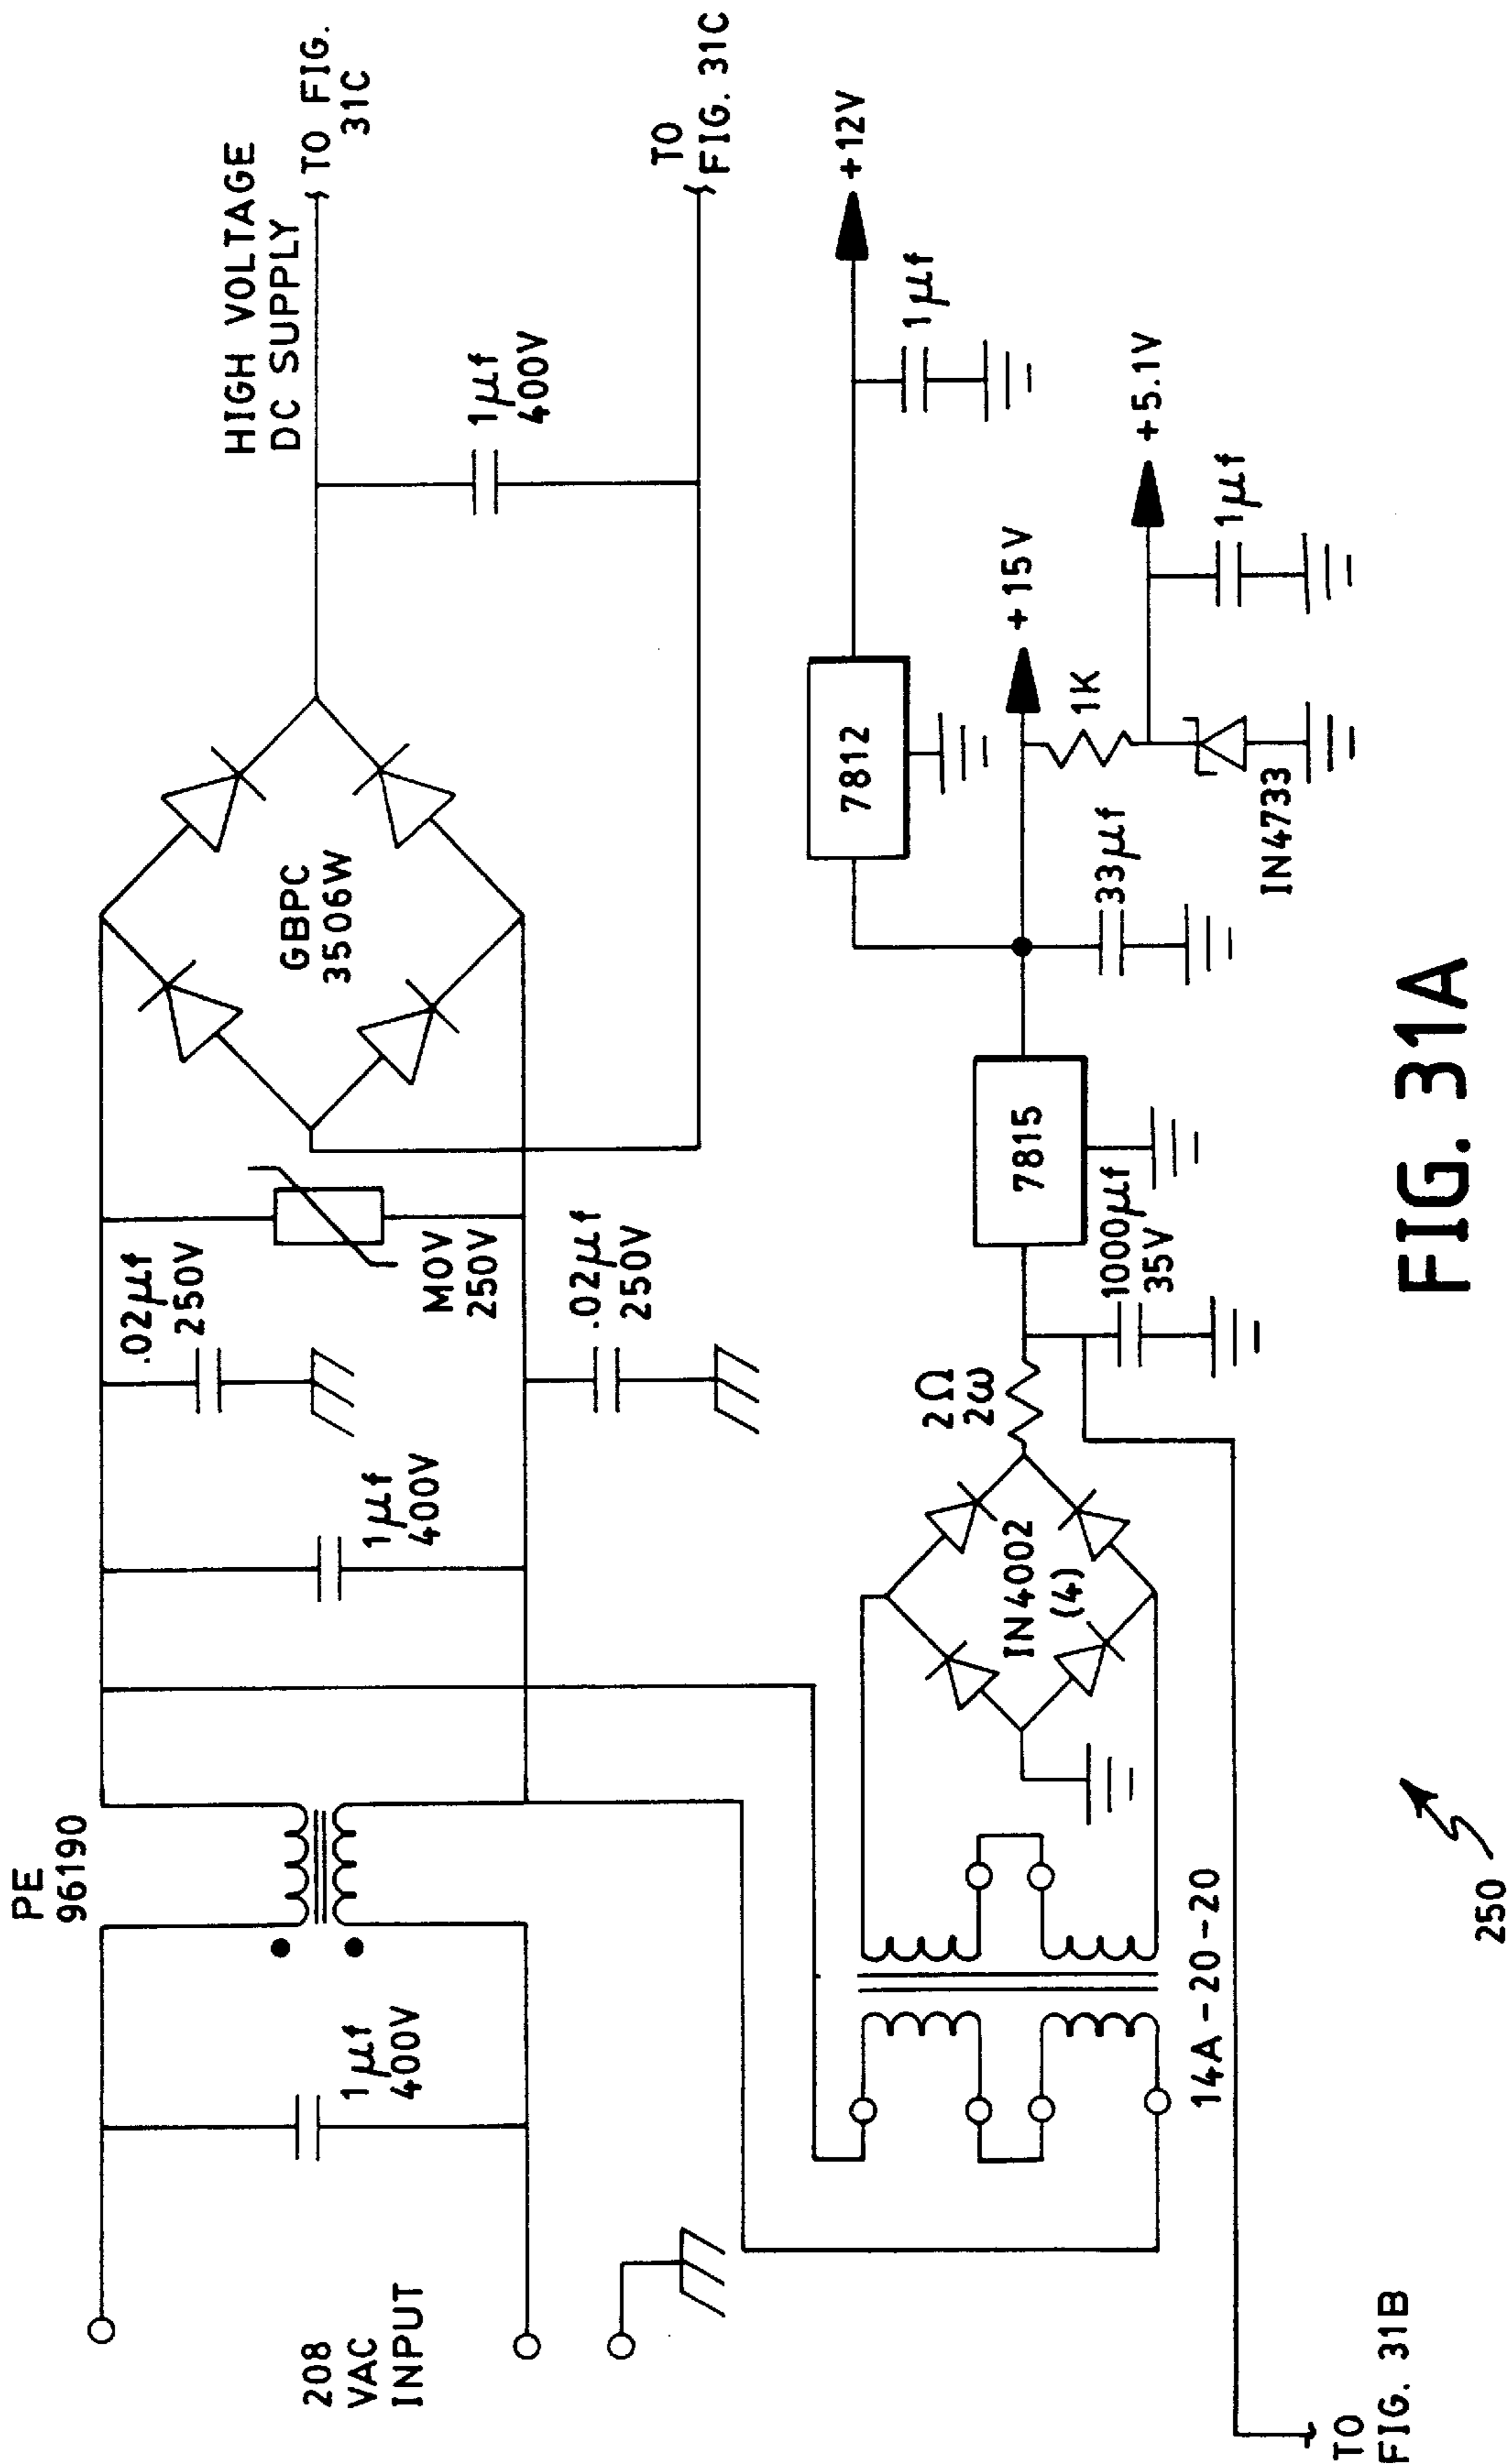 208
VAC
INPUT
1µf
400V
PE
96190
1µf
400V
.02µf
250V
MOV
250V
.02µf
250V
GBPC
3506W
HIGH VOLTAGE
DC SUPPLY
TO FIG.
31C
1µf
400V
TO
FIG. 31C
14A-20-20
IN4002
(4)
2Ω
2ω
1000µf
35V
7815
33µf
7812
1µf
+12V
+15V
1K
IN4733
+5.1V
1µf
TO
FIG. 31B
250
FIG. 31A